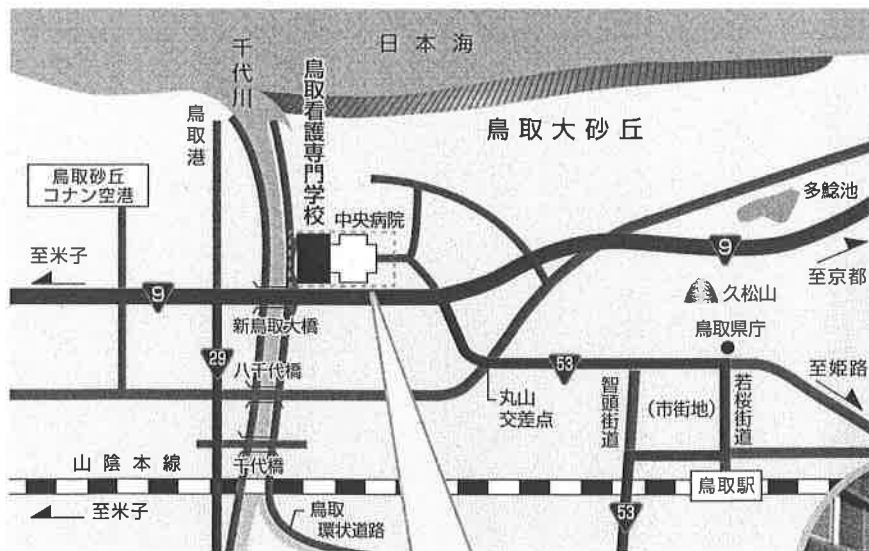 日本海
千代川
鳥取港
鳥取看護専門学校
鳥取大砂丘
鳥取砂丘
コナン空港
中央病院
多鯰池
至米子
9
9
至京都
久松山
新鳥取大橋
鳥取県庁
29
八千代橋
53
至姫路
丸山
交差点
智頭街道
(市街地)
若桜街道
千代橋
山陰本線
鳥取駅
至米子
鳥取
環状道路
53